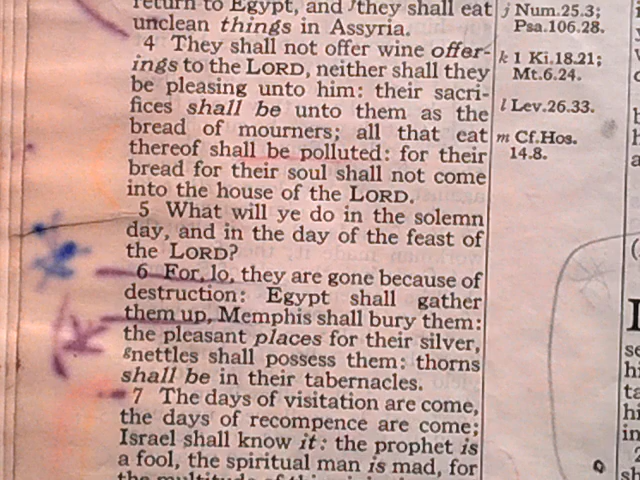 return to Egypt, and they shall eat
unclean things in Assyria.
4 They shall not offer wine offer-
ings to the LORD, neither shall they
be pleasing unto him: their sacri-
fices shall be unto them as the
bread of mourners; all that eat
thereof shall be polluted: for their
bread for their soul shall not come
into the house of the LORD.
5 What will ye do in the solemn
day, and in the day of the feast of
the LORD?
6 For, lo, they are gone because of
destruction: Egypt shall gather
them up, Memphis shall bury them:
the pleasant places for their silver,
gnettles shall possess them: thorns
shall be in their tabernacles.
7 The days of visitation are come,
the days of recompence are come;
Israel shall know it: the prophet is
a fool, the spiritual man is mad, for
j Num.25.3;
Psa.106.28.
k 1 Ki.18.21;
Mt.6.24.
l Lev.26.33.
m Cf.Hos.
14.8.